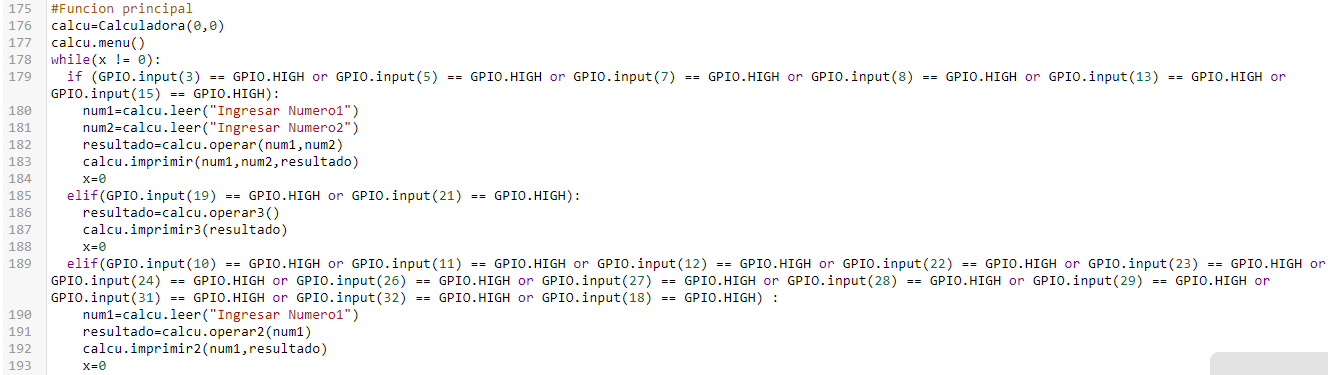 175 #Funcion principal
176 calcu=Calculadora(0,0)
177 calcu.menu()
178 while(x != 0):
179   if (GPIO.input(3) == GPIO.HIGH or GPIO.input(5) == GPIO.HIGH or GPIO.input(7) == GPIO.HIGH or GPIO.input(8) == GPIO.HIGH or GPIO.input(13) == GPIO.HIGH or
GPIO.input(15) == GPIO.HIGH):
180     num1=calcu.leer("Ingresar Numero1")
181     num2=calcu.leer("Ingresar Numero2")
182     resultado=calcu.operar(num1,num2)
183     calcu.imprimir(num1,num2,resultado)
184     x=0
185   elif(GPIO.input(19) == GPIO.HIGH or GPIO.input(21) == GPIO.HIGH):
186     resultado=calcu.operar3()
187     calcu.imprimir3(resultado)
188     x=0
189   elif(GPIO.input(10) == GPIO.HIGH or GPIO.input(11) == GPIO.HIGH or GPIO.input(12) == GPIO.HIGH or GPIO.input(22) == GPIO.HIGH or GPIO.input(23) == GPIO.HIGH or
GPIO.input(24) == GPIO.HIGH or GPIO.input(26) == GPIO.HIGH or GPIO.input(27) == GPIO.HIGH or GPIO.input(28) == GPIO.HIGH or GPIO.input(29) == GPIO.HIGH or
GPIO.input(31) == GPIO.HIGH or GPIO.input(32) == GPIO.HIGH or GPIO.input(18) == GPIO.HIGH) :
190     num1=calcu.leer("Ingresar Numero1")
191     resultado=calcu.operar2(num1)
192     calcu.imprimir2(num1,resultado)
193     x=0